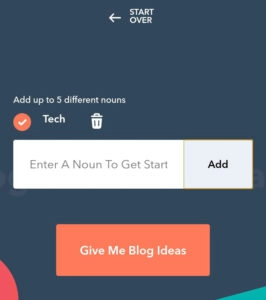 START
OVER
Add up to 5 different nouns
Tech
Enter A Noun To Get Start
Add
Give Me Blog Ideas